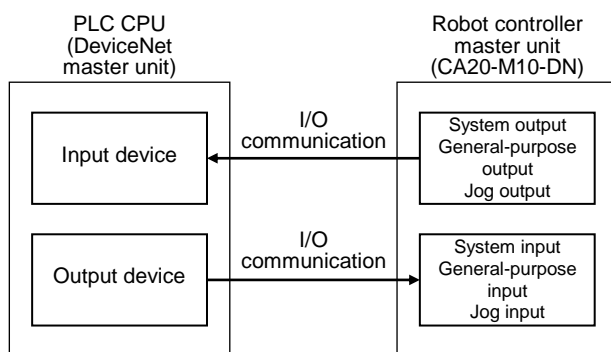 PLC CPU
(DeviceNet
master unit)
Robot controller
master unit
(CA20-M10-DN)
Input device
I/O
communication
System output
General-purpose
output
Jog output
Output device
I/O
communication
System input
General-purpose
input
Jog input